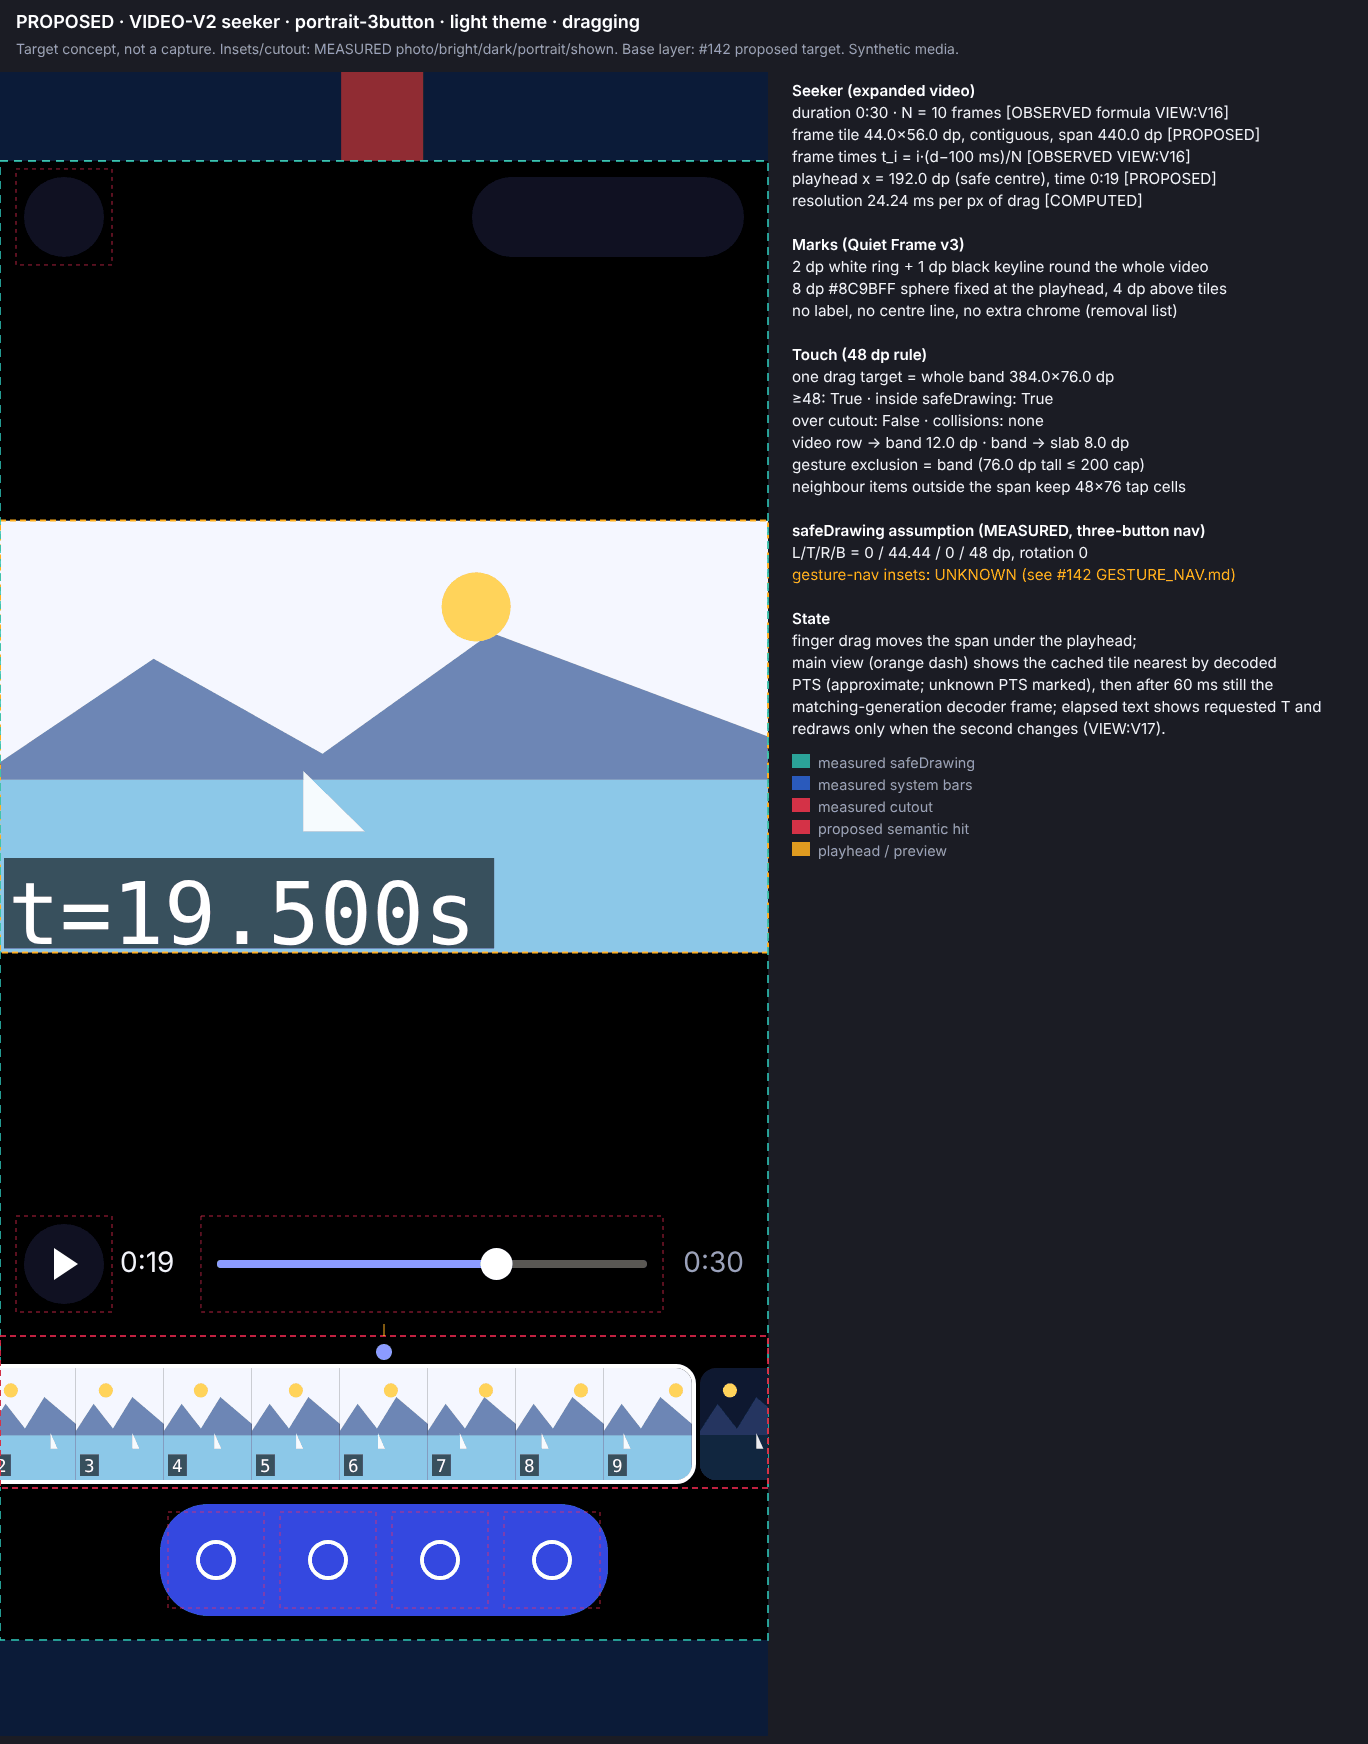 PROPOSED · VIDEO-V2 seeker · portrait-3button · light theme · dragging
Target concept, not a capture. Insets/cutout: MEASURED photo/bright/dark/portrait/shown. Base layer: #142 proposed target. Synthetic media.
Seeker (expanded video)
duration 0:30 · N = 10 frames [OBSERVED formula VIEW:V16]
frame tile 44.0×56.0 dp, contiguous, span 440.0 dp [PROPOSED]
frame times t_i = i·(d−100 ms)/N [OBSERVED VIEW:V16]
playhead x = 192.0 dp (safe centre), time 0:19 [PROPOSED]
resolution 24.24 ms per px of drag [COMPUTED]
Marks (Quiet Frame v3)
2 dp white ring + 1 dp black keyline round the whole video
8 dp #8C9BFF sphere fixed at the playhead, 4 dp above tiles
no label, no centre line, no extra chrome (removal list)
Touch (48 dp rule)
one drag target = whole band 384.0×76.0 dp
≥48: True · inside safeDrawing: True
over cutout: False · collisions: none
video row → band 12.0 dp · band → slab 8.0 dp
gesture exclusion = band (76.0 dp tall ≤ 200 cap)
neighbour items outside the span keep 48×76 tap cells
safeDrawing assumption (MEASURED, three-button nav)
L/T/R/B = 0 / 44.44 / 0 / 48 dp, rotation 0
gesture-nav insets: UNKNOWN (see #142 GESTURE_NAV.md)
State
finger drag moves the span under the playhead;
main view (orange dash) shows the cached tile nearest by decoded
PTS (approximate; unknown PTS marked), then after 60 ms still the
matching-generation decoder frame; elapsed text shows requested T and
redraws only when the second changes (VIEW:V17).
measured safeDrawing
measured system bars
measured cutout
proposed semantic hit
playhead / preview
t=19.500s
0:19
0:30
2 3 4 5 6 7 8 9